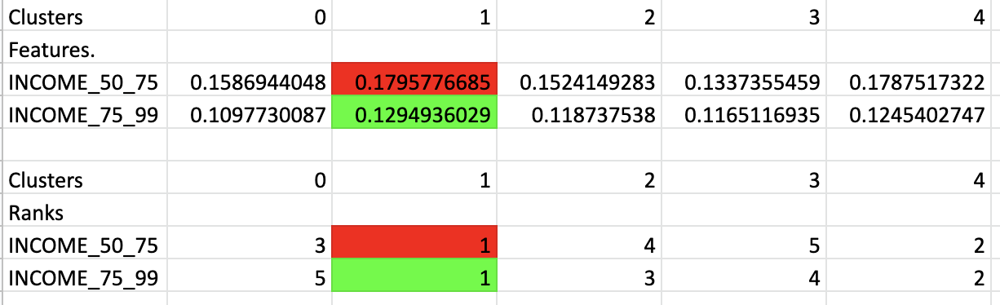 Clusters 0 1 2 3 4
Features.
INCOME_50_75 0.1586944048 0.1795776685 0.1524149283 0.1337355459 0.1787517322
INCOME_75_99 0.1097730087 0.1294936029 0.118737538 0.1165116935 0.1245402747
Clusters 0 1 2 3 4
Ranks
INCOME_50_75 3 1 4 5 2
INCOME_75_99 5 1 3 4 2